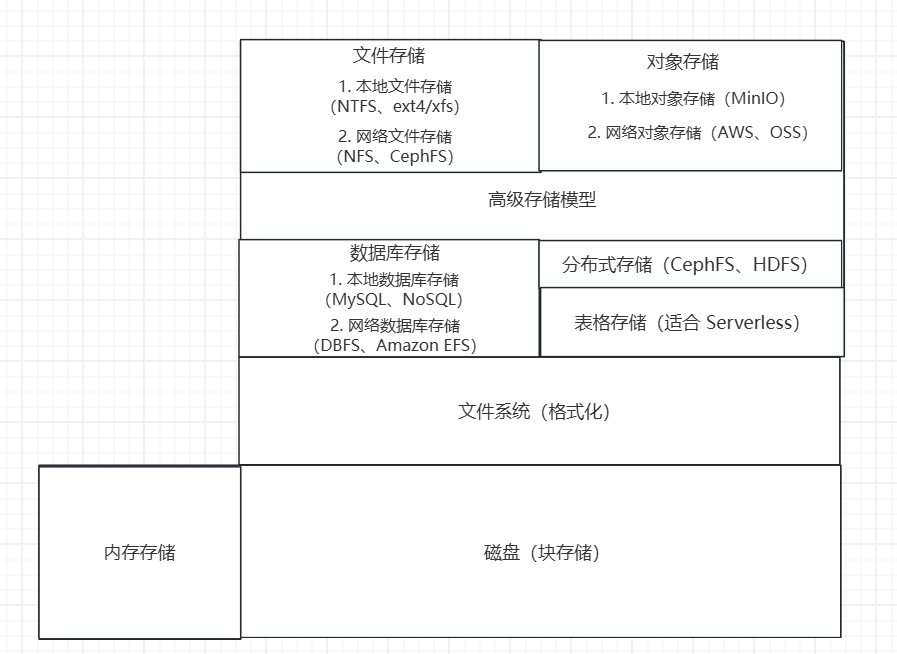 文件存储
1. 本地文件存储
（NTFS、ext4/xfs）
2. 网络文件存储
（NFS、CephFS）
对象存储
1. 本地对象存储（MinIO）
2. 网络对象存储（AWS、OSS）
高级存储模型
数据库存储
1. 本地数据库存储
（MySQL、NoSQL）
2. 网络数据库存储
（DBFS、Amazon EFS）
分布式存储（CephFS、HDFS）
表格存储（适合 Serverless）
文件系统（格式化）
内存存储
磁盘（块存储）